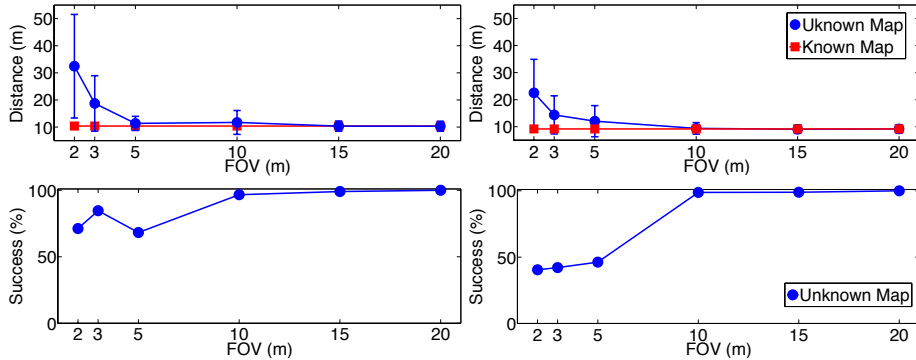 50
40
30
20
10
Distance (m)
2 3 5 10 15 20
FOV (m)
50
40
30
20
10
Distance (m)
Uknown Map
Known Map
2 3 5 10 15 20
FOV (m)
100
50
0
Success (%)
2 3 5 10 15 20
FOV (m)
100
50
0
Success (%)
Unknown Map
2 3 5 10 15 20
FOV (m)